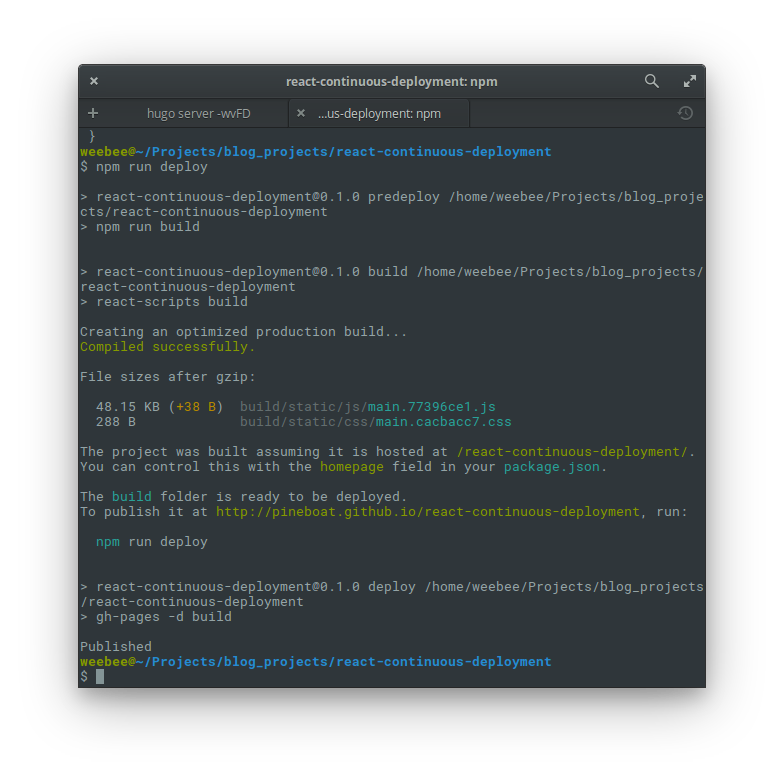 react-continuous-deployment: npm
hugo server -wvFD
...us-deployment: npm
}
weebee@~/Projects/blog_projects/react-continuous-deployment
$ npm run deploy
> react-continuous-deployment@0.1.0 predeploy /home/weebee/Projects/blog_proje
cts/react-continuous-deployment
> npm run build
> react-continuous-deployment@0.1.0 build /home/weebee/Projects/blog_projects/
react-continuous-deployment
> react-scripts build
Creating an optimized production build...
Compiled successfully.
File sizes after gzip:
48.15 KB (+38 B)  build/static/js/main.77396ce1.js
288 B  build/static/css/main.cacbacc7.css
The project was built assuming it is hosted at /react-continuous-deployment/.
You can control this with the homepage field in your package.json.
The build folder is ready to be deployed.
To publish it at http://pineboat.github.io/react-continuous-deployment, run:
npm run deploy
> react-continuous-deployment@0.1.0 deploy /home/weebee/Projects/blog_projects
/react-continuous-deployment
> gh-pages -d build
Published
weebee@~/Projects/blog_projects/react-continuous-deployment
$